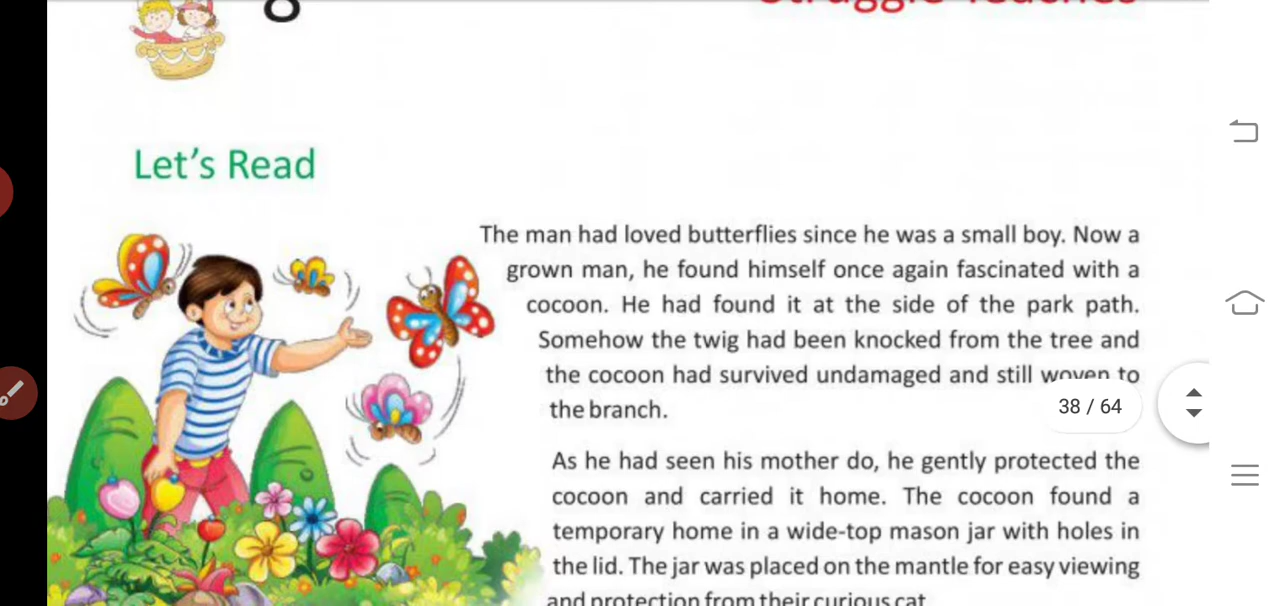 Struggle Teaches
Let's Read
The man had loved butterflies since he was a small boy. Now a
grown man, he found himself once again fascinated with a
cocoon. He had found it at the side of the park path.
Somehow the twig had been knocked from the tree and
the cocoon had survived undamaged and still woven to
the branch.
38 / 64
As he had seen his mother do, he gently protected the
cocoon and carried it home. The cocoon found a
temporary home in a wide-top mason jar with holes in
the lid. The jar was placed on the mantle for easy viewing
and protection from their curious cat